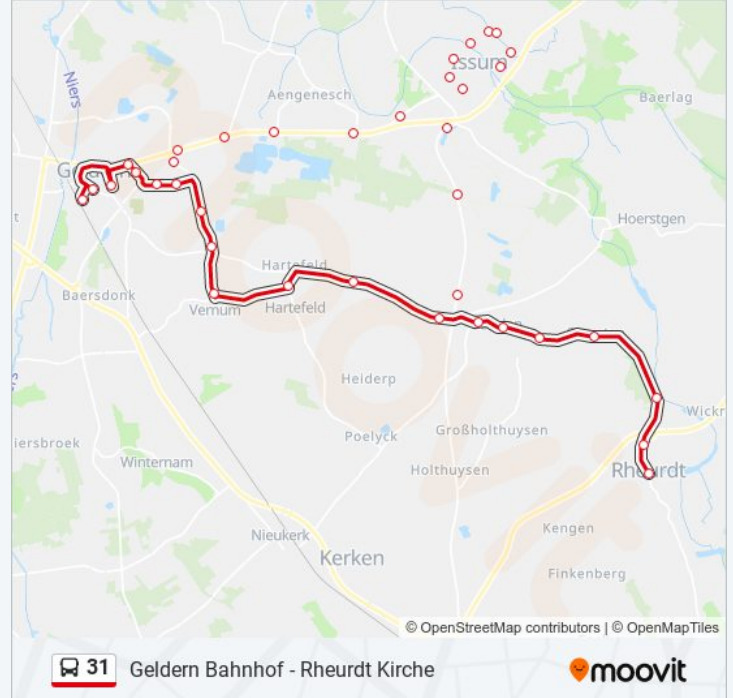 Niers
Aengenesch
Issum
Baerlag
Hoerstgen
Hartefeld
Baersdonk
Vernum
Hartefeld
Heiderp
Großholthuysen
Poelyck
Wickr
iersbroek
Winternam
Holthuysen
Rheurdt
Nieukerk
Kengen
Kerken
Finkenberg
© OpenStreetMap contributors | © OpenMapTiles
31 Geldern Bahnhof - Rheurdt Kirche
moovit